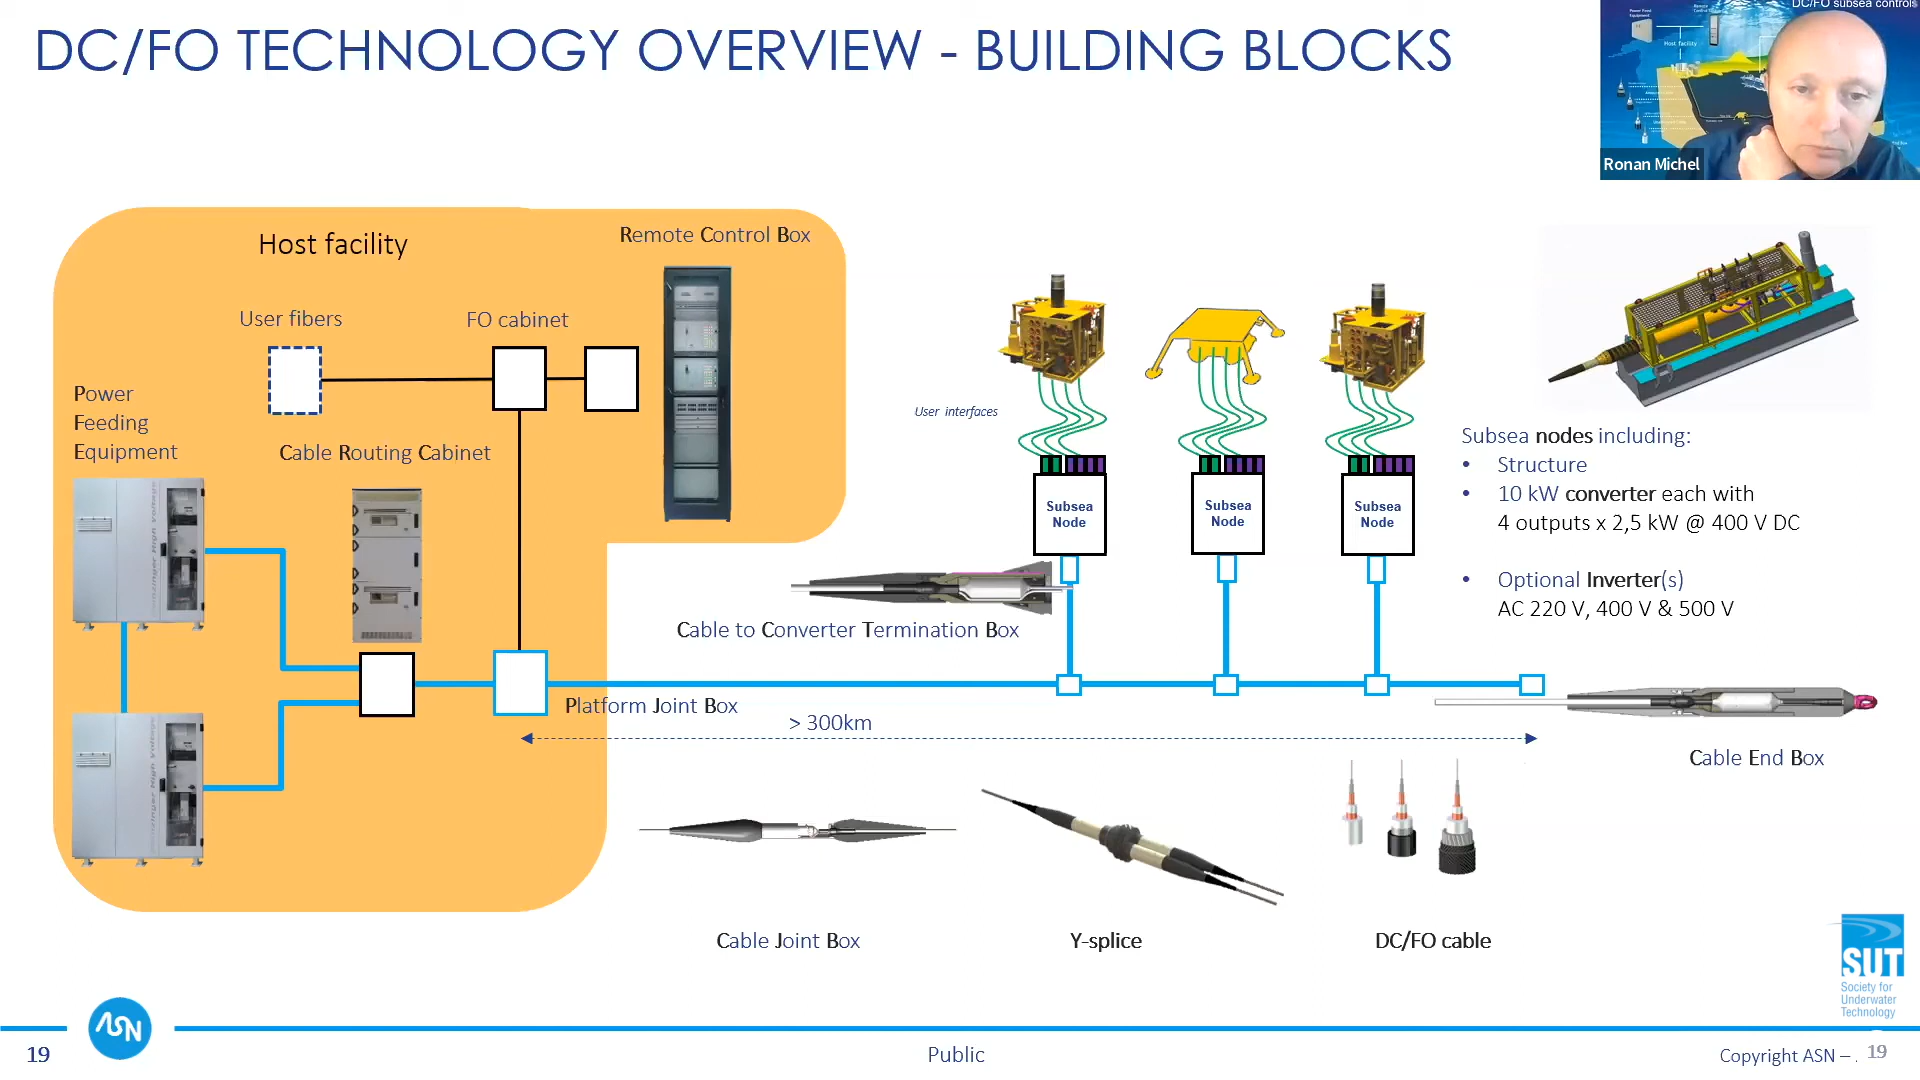 DC/FO TECHNOLOGY OVERVIEW - BUILDING BLOCKS
DC/FO subsea controls
Host facility
Ronan Michel
Host facility
Remote Control Box
User fibers
FO cabinet
Power
Feeding
Equipment
Cable Routing Cabinet
User interfaces
Subsea
Node
Subsea
Node
Subsea
Node
Subsea nodes including:
• Structure
• 10 kW converter each with
4 outputs x 2,5 kW @ 400 V DC
• Optional Inverter(s)
AC 220 V, 400 V & 500 V
Cable to Converter Termination Box
Platform Joint Box
> 300km
Cable End Box
Cable Joint Box
Y-splice
DC/FO cable
SUT
Society for
Underwater
Technology
ASN
19
Public
Copyright ASN – .
19